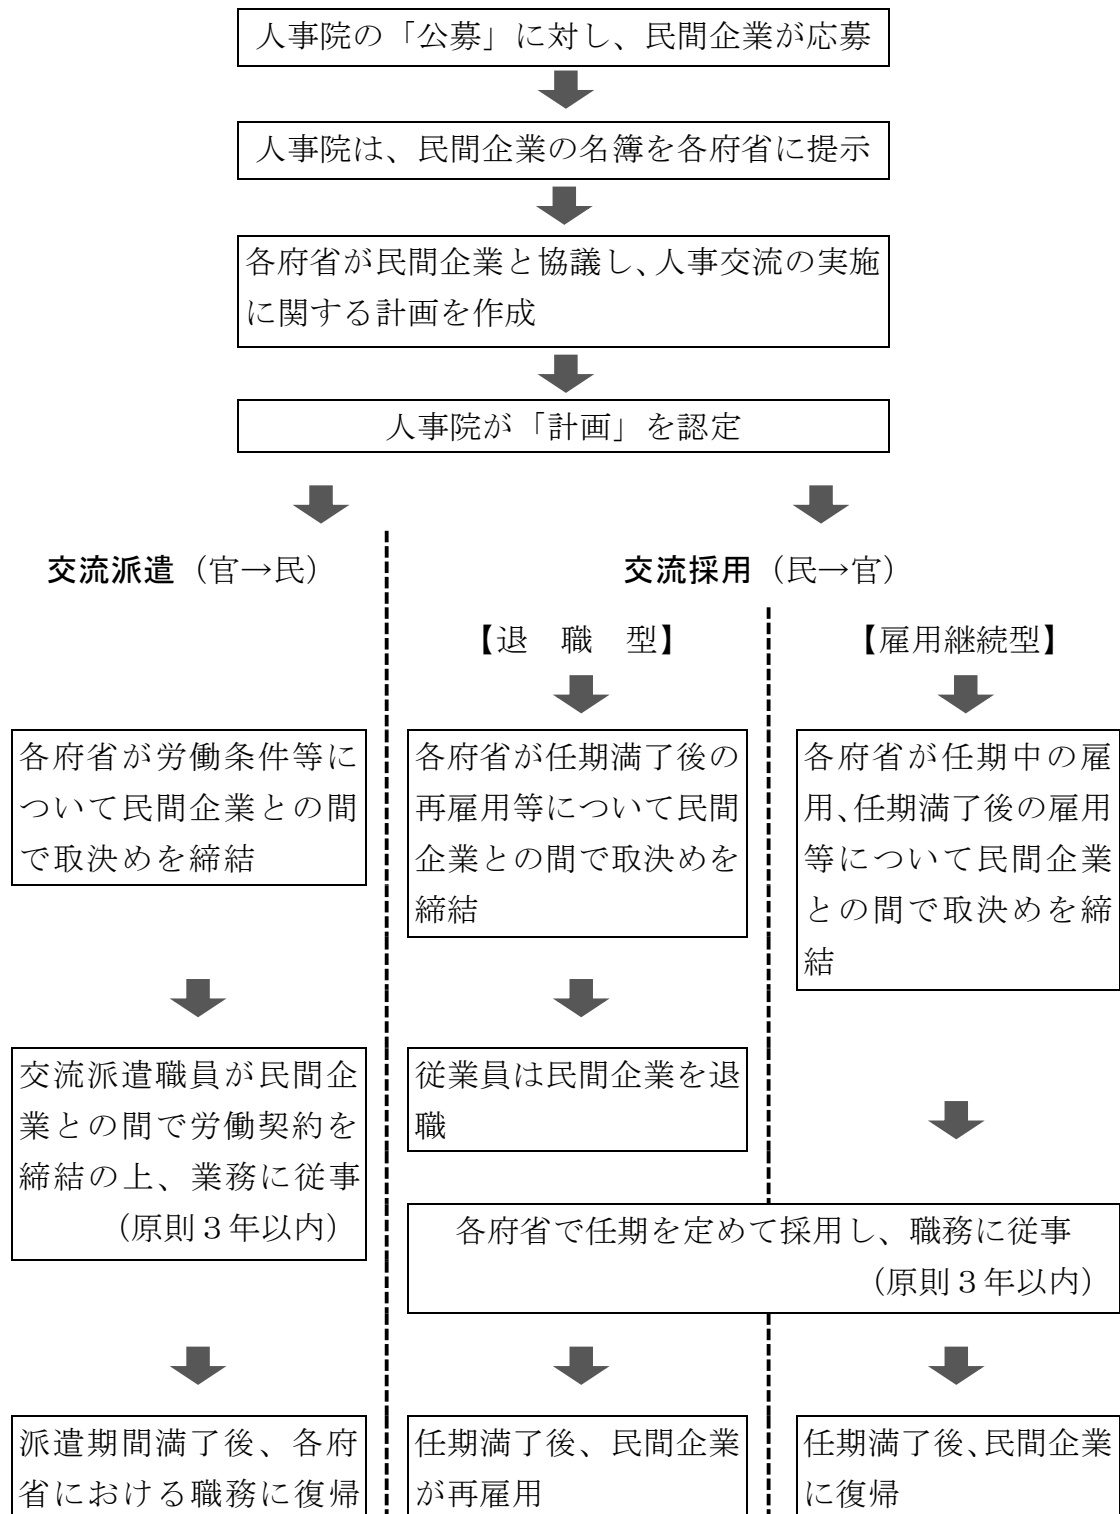 人事院の「公募」に対し、民間企業が応募
人事院は、民間企業の名簿を各府省に提示
各府省が民間企業と協議し、人事交流の実施
に関する計画を作成
人事院が「計画」を認定
交流派遣（官→民）
交流採用（民→官）
【退　職　型】
【雇用継続型】
各府省が労働条件等に
ついて民間企業との間
で取決めを締結
各府省が任期満了後の
再雇用等について民間
企業との間で取決めを
締結
各府省が任期中の雇
用、任期満了後の雇用
等について民間企業
との間で取決めを締
結
交流派遣職員が民間企
業との間で労働契約を
締結の上、業務に従事
（原則３年以内）
従業員は民間企業を退
職
各府省で任期を定めて採用し、職務に従事
（原則３年以内）
派遣期間満了後、各府
省における職務に復帰
任期満了後、民間企業
が再雇用
任期満了後、民間企業
に復帰